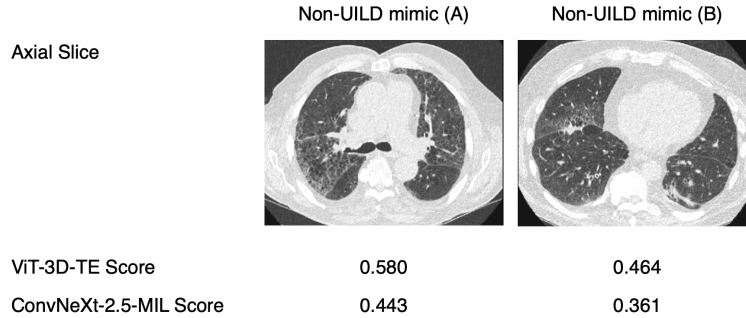 Non-UILD mimic (A) Non-UILD mimic (B)
Axial Slice
ViT-3D-TE Score 0.580 0.464
ConvNeXt-2.5-MIL Score 0.443 0.361